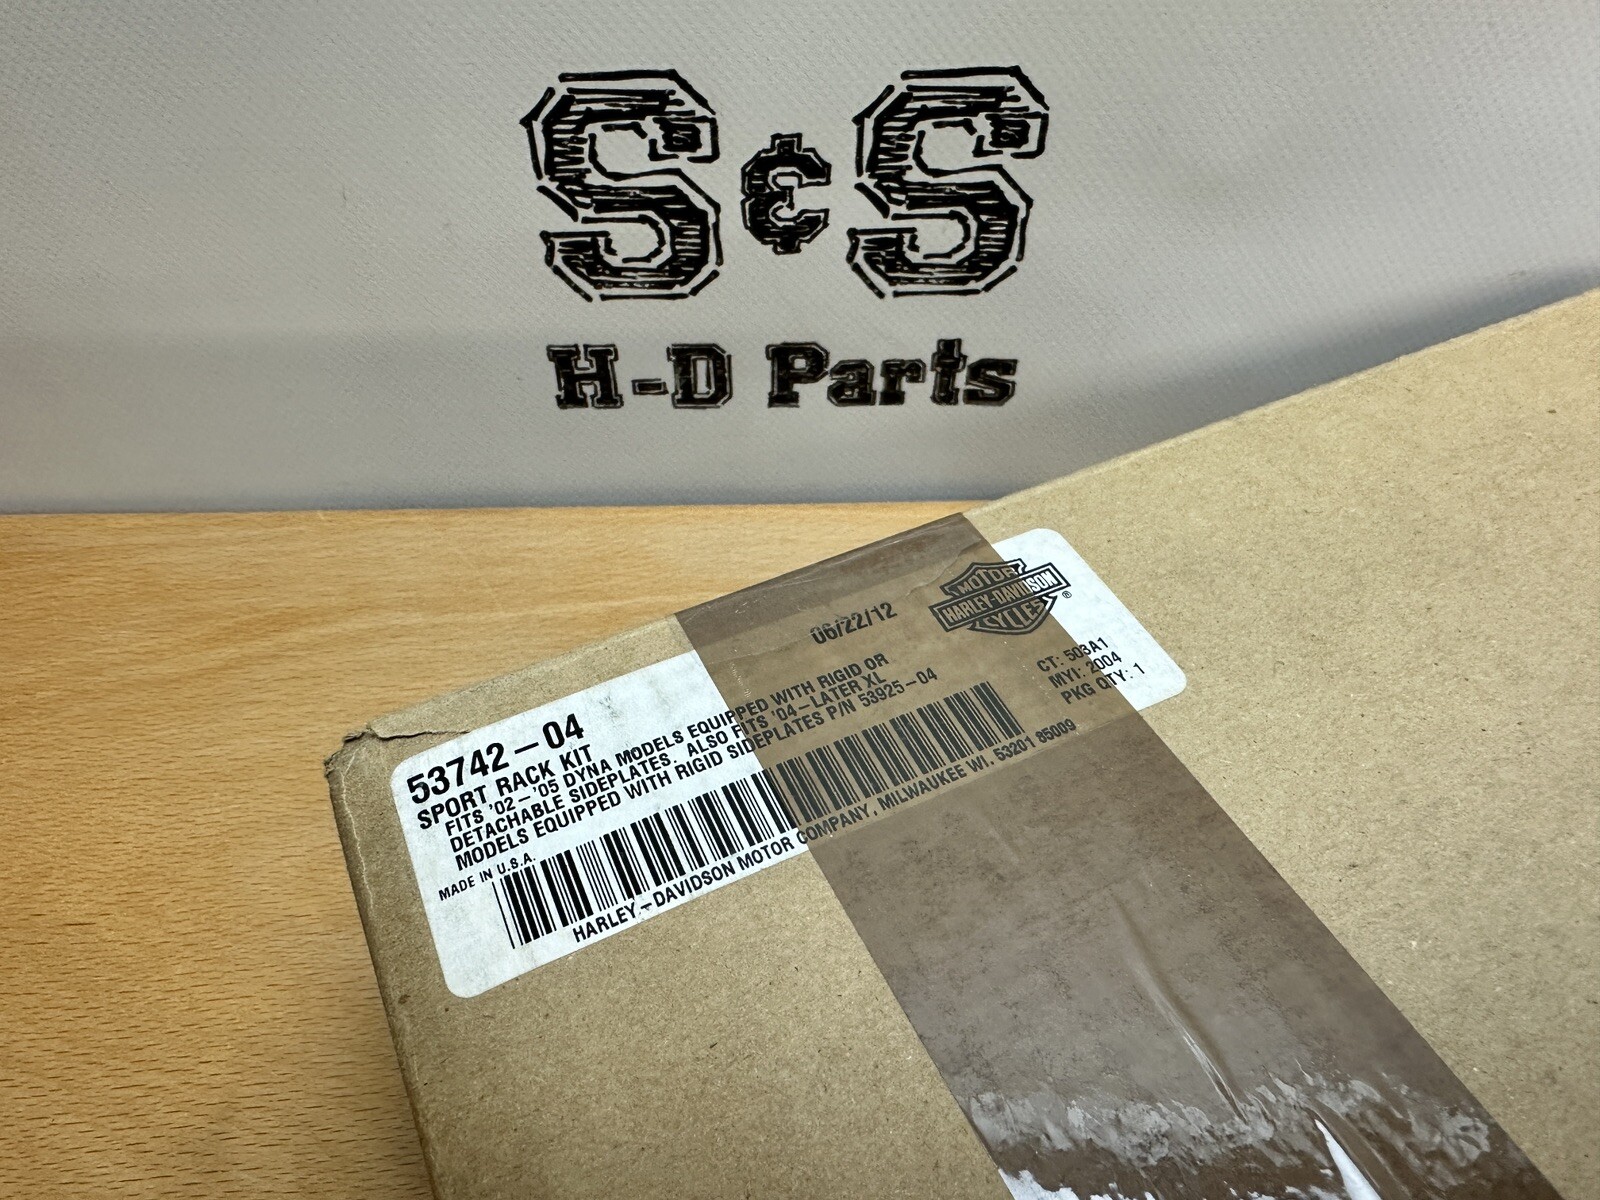 S&S
H-D Parts
06/22/12
MOTOR
HARLEY-DAVIDSON
CYCLES
®
53742-04
SPORT RACK KIT
FITS '02-'05 DYNA MODELS EQUIPPED WITH RIGID OR
DETACHABLE SIDEPLATES. ALSO FITS '04-LATER XL
MODELS EQUIPPED WITH RIGID SIDEPLATES P/N 53925-04
CT: 503A1
MYI: 2004
PKG QTY: 1
MADE IN U.S.A.
HARLEY-DAVIDSON MOTOR COMPANY, MILWAUKEE WI, 53201 85009